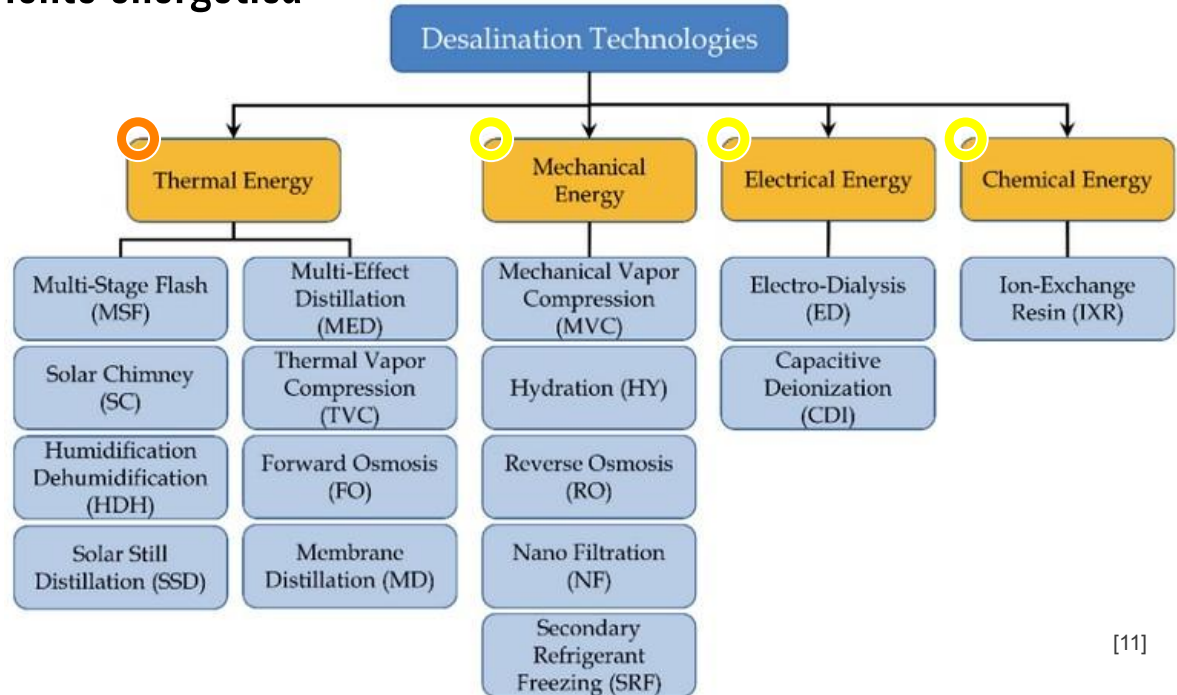 energetica
Desalination Technologies
Thermal Energy
Mechanical
Energy
Electrical Energy
Chemical Energy
Multi-Stage Flash
(MSF)
Solar Chimney
(SC)
Humidification
Dehumidification
(HDH)
Solar Still
Distillation (SSD)
Multi-Effect
Distillation
(MED)
Thermal Vapor
Compression
(TVC)
Forward Osmosis
(FO)
Membrane
Distillation (MD)
Mechanical Vapor
Compression
(MVC)
Hydration (HY)
Reverse Osmosis
(RO)
Nano Filtration
(NF)
Secondary
Refrigerant
Freezing (SRF)
Electro-Dialysis
(ED)
Capacitive
Deionization
(CDI)
Ion-Exchange
Resin (IXR)
[11]